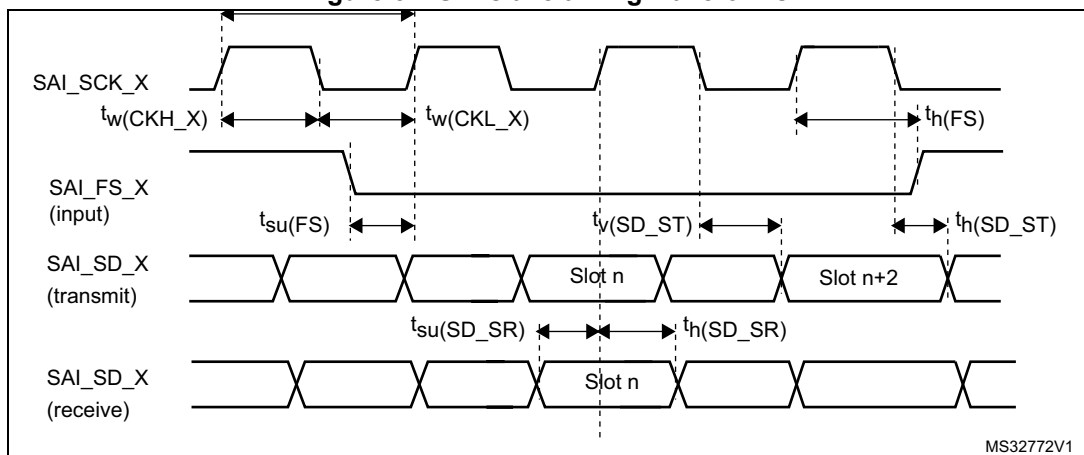 SAI_SCK_X
tw(CKH_X)
tw(CKL_X)
th(FS)
SAI_FS_X
(input)
tsu(FS)
tv(SD_ST)
th(SD_ST)
SAI_SD_X
(transmit)
Slot n
Slot n+2
tsu(SD_SR)
th(SD_SR)
SAI_SD_X
(receive)
Slot n
MS32772V1